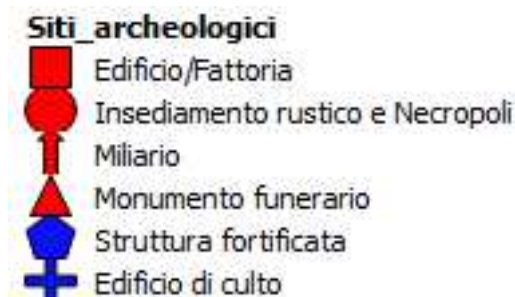 Siti_archeologici
Edificio/Fattoria
Insediamento rustico e Necropoli
Miliario
Monumento funerario
Struttura fortificata
Edificio di culto